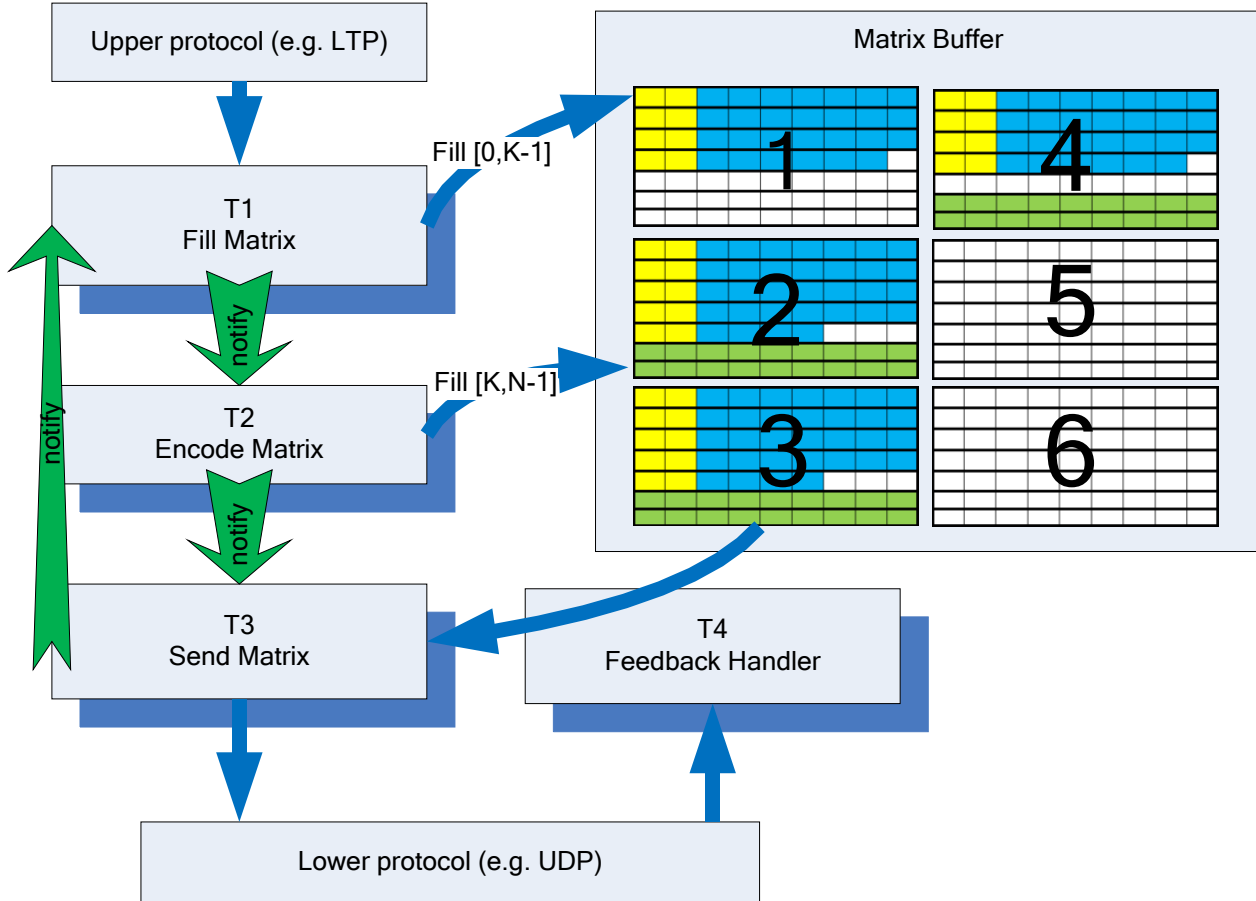 Upper protocol (e.g. LTP)
Matrix Buffer
Fill [0,K-1]
1
4
T1
Fill Matrix
notify
2
5
Fill [K,N-1]
T2
Encode Matrix
notify
3
6
notify
T3
Send Matrix
T4
Feedback Handler
Lower protocol (e.g. UDP)